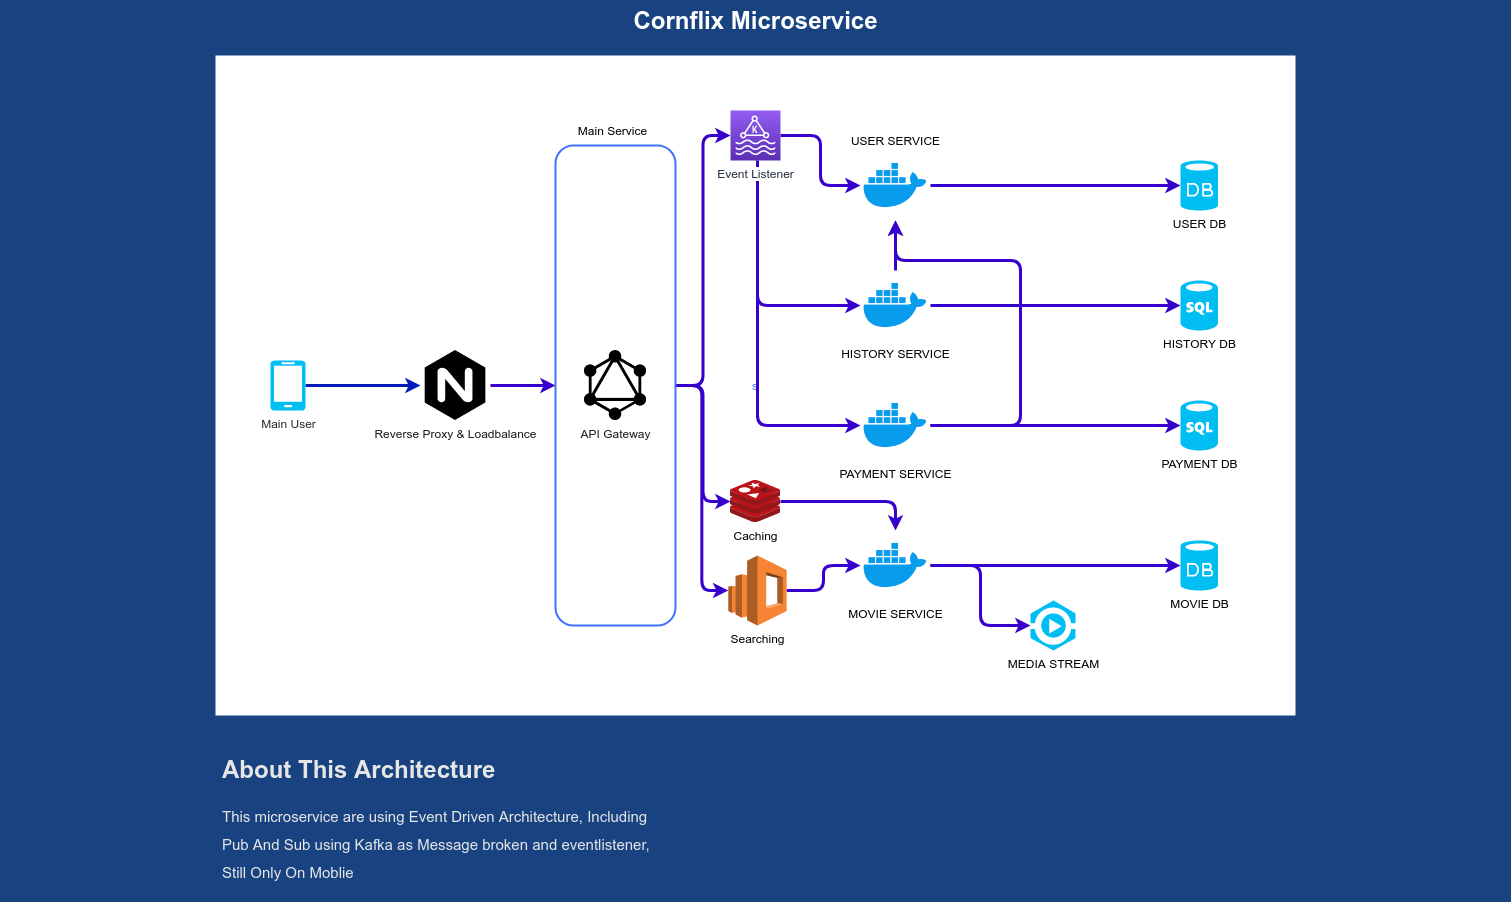 Cornflix Microservice
Main Service
USER SERVICE
K
Event Listener
DB
USER DB
SQL
HISTORY DB
HISTORY SERVICE
s
Main User
N
Reverse Proxy & Loadbalance
API Gateway
SQL
PAYMENT DB
PAYMENT SERVICE
Caching
DB
MOVIE DB
MOVIE SERVICE
Searching
MEDIA STREAM
About This Architecture
This microservice are using Event Driven Architecture, Including
Pub And Sub using Kafka as Message broken and eventlistener,
Still Only On Moblie